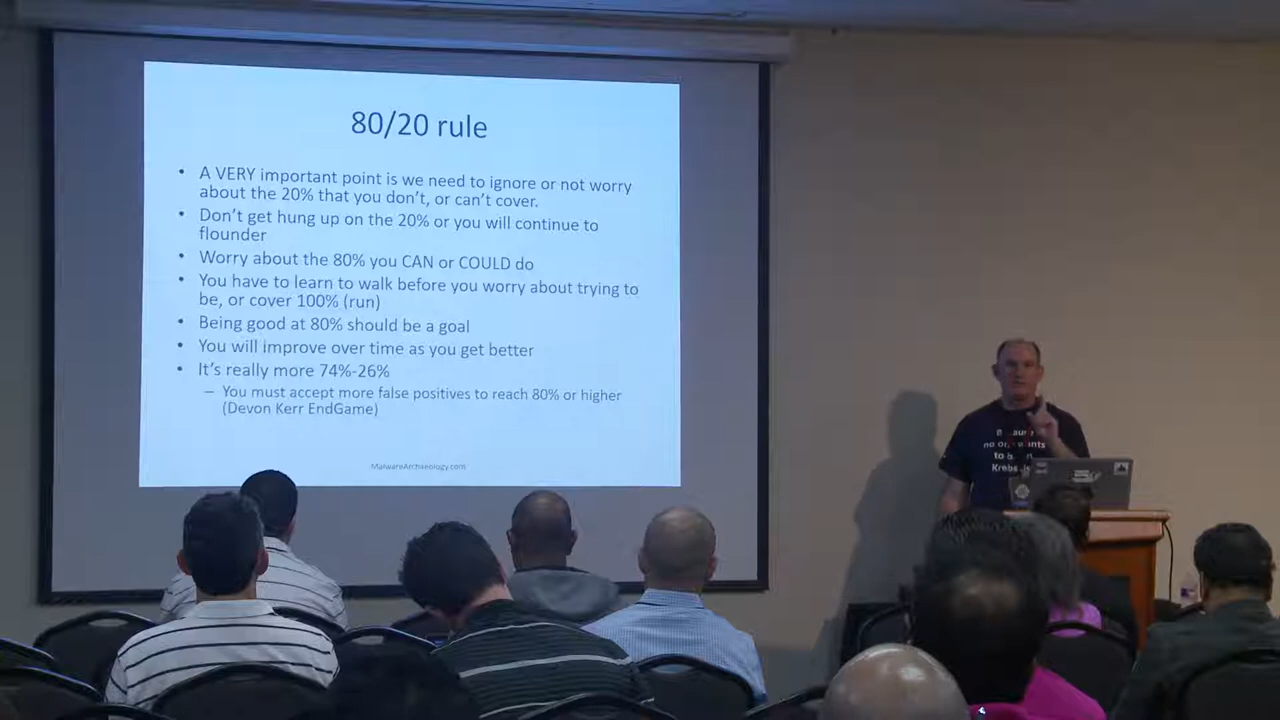 80/20 rule
• A VERY important point is we need to ignore or not worry
about the 20% that you don't, or can't cover.
• Don't get hung up on the 20% or you will continue to
flounder
• Worry about the 80% you CAN or COULD do
• You have to learn to walk before you worry about trying to
be, or cover 100% (run)
• Being good at 80% should be a goal
• You will improve over time as you get better
• It's really more 74%-26%
– You must accept more false positives to reach 80% or higher
(Devon Kerr EndGame)
MalwareArchaeology.com
no
to
Krebs